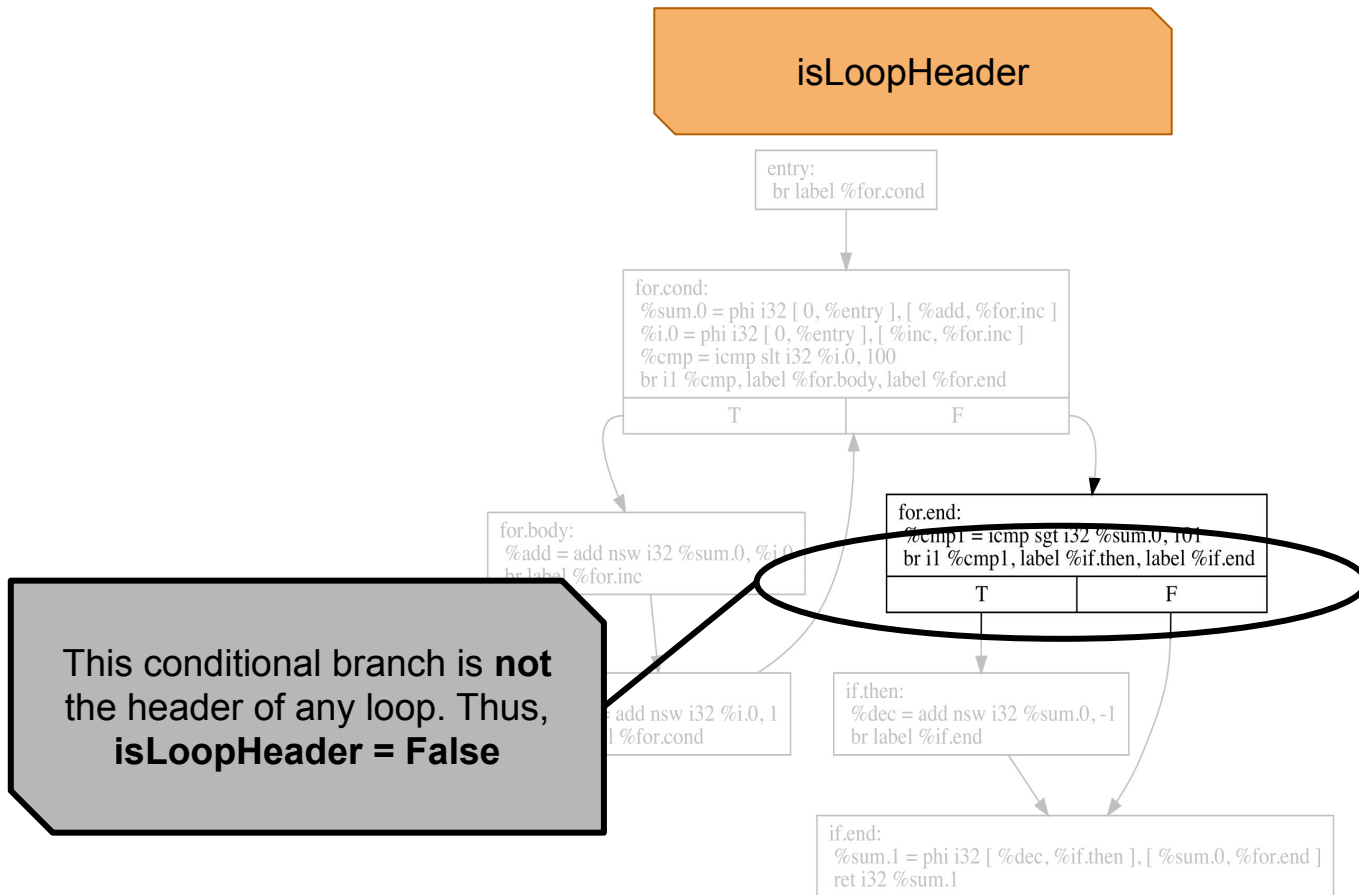 isLoopHeader
entry:
br label %for.cond
for.cond:
%sum.0 = phi i32 [ 0, %entry ], [ %add, %for.inc ]
%i.0 = phi i32 [ 0, %entry ], [ %inc, %for.inc ]
%cmp = icmp slt i32 %i.0, 100
br i1 %cmp, label %for.body, label %for.end
T
F
for.body:
%add = add nsw i32 %sum.0, %i.0
br label %for.inc
for.end:
%cmp1 = icmp sgt i32 %sum.0, 101
br i1 %cmp1, label %if.then, label %if.end
T
F
This conditional branch is not
the header of any loop. Thus,
isLoopHeader = False
= add nsw i32 %i.0, 1
%for.cond
if.then:
%dec = add nsw i32 %sum.0, -1
br label %if.end
if.end:
%sum.1 = phi i32 [ %dec, %if.then ], [ %sum.0, %for.end ]
ret i32 %sum.1